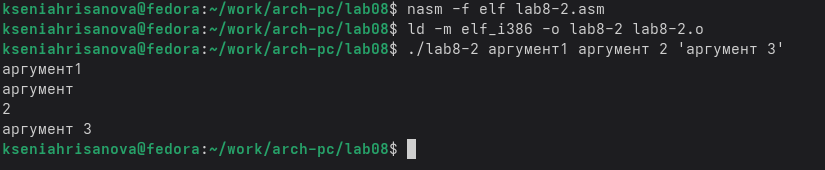 kseniahrisanova@fedora:~/work/arch-pc/lab08$ nasm -f elf lab8-2.asm
kseniahrisanova@fedora:~/work/arch-pc/lab08$ ld -m elf_i386 -o lab8-2 lab8-2.o
kseniahrisanova@fedora:~/work/arch-pc/lab08$ ./lab8-2 аргумент1 аргумент 2 'аргумент 3'
аргумент1
аргумент
2
аргумент 3
kseniahrisanova@fedora:~/work/arch-pc/lab08$